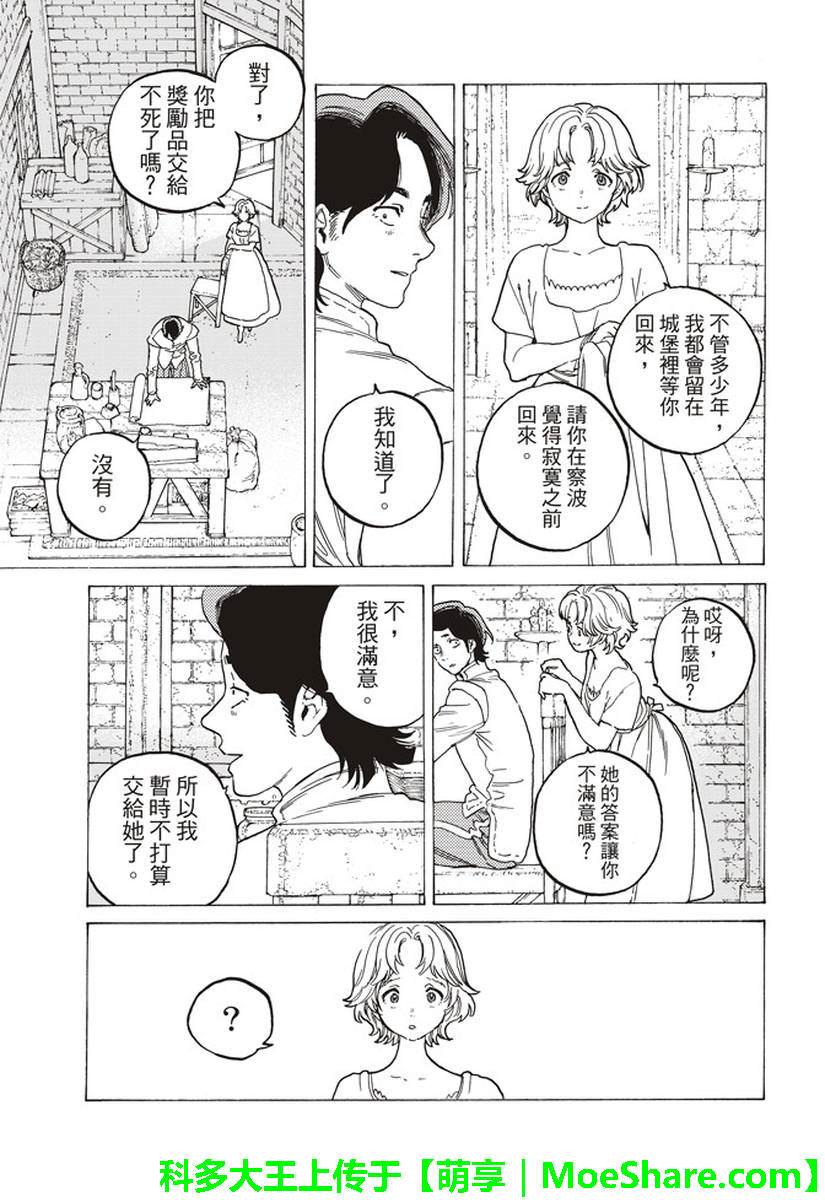 不管多少年，
我都會留在
城堡裡等你
回來，
請你在察波
覺得寂寞之前
回來。
我知道了。
對了，
你把
獎勵品交給
不死了嗎？
沒有。
哎呀，
為什麼呢？
她的答案讓你
不滿意嗎？
不，
我很滿意。
所以我
暫時不打算
交給她了。
？
科多大王上传于【萌享｜MoeShare.com】